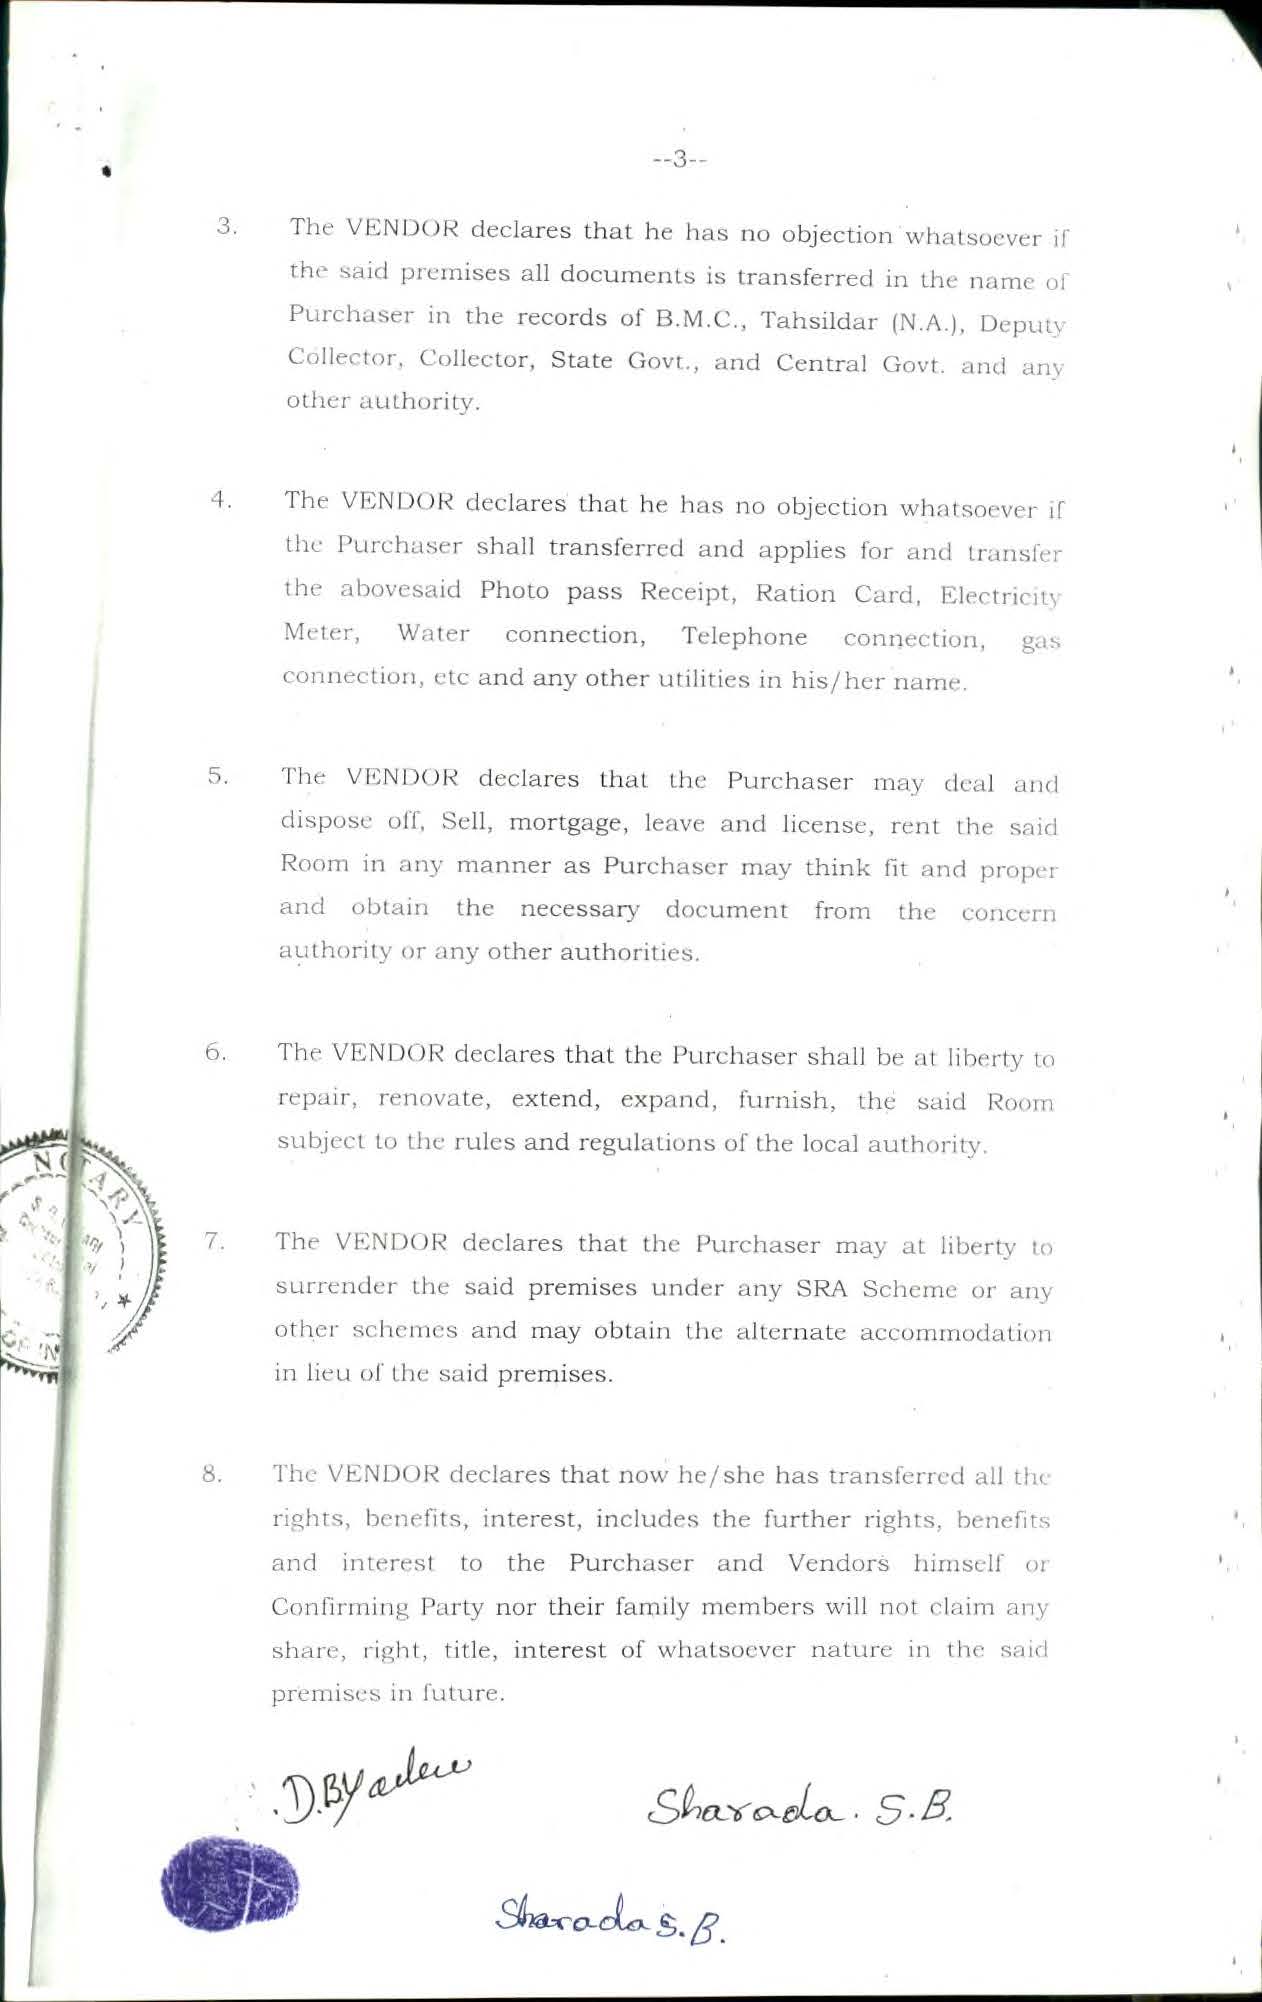 --3--
3. The VENDOR declares that he has no objection whatsoever if
the said premises all documents is transferred in the name of
Purchaser in the records of B.M.C., Tahsildar (N.A.), Deputy
Collector, Collector, State Govt., and Central Govt. and any
other authority.
4. The VENDOR declares that he has no objection whatsoever if
the Purchaser shall transferred and applies for and transfer
the abovesaid Photo pass Receipt, Ration Card, Electricity
Meter, Water connection, Telephone connection, gas
connection, etc and any other utilities in his/her name.
5. The VENDOR declares that the Purchaser may deal and
dispose off, Sell, mortgage, leave and license, rent the said
Room in any manner as Purchaser may think fit and proper
and obtain the necessary document from the concern
authority or any other authorities.
6. The VENDOR declares that the Purchaser shall be at liberty to
repair, renovate, extend, expand, furnish, the said Room
subject to the rules and regulations of the local authority.
NOTARY
7. The VENDOR declares that the Purchaser may at liberty to
surrender the said premises under any SRA Scheme or any
other schemes and may obtain the alternate accommodation
in lieu of the said premises.
8. The VENDOR declares that now he/she has transferred all the
rights, benefits, interest, includes the further rights, benefits
and interest to the Purchaser and Vendors himself or
Confirming Party nor their family members will not claim any
share, right, title, interest of whatsoever nature in the said
premises in future.
D.B.Yadav
Sharada. S.B.
Sharada S.B.